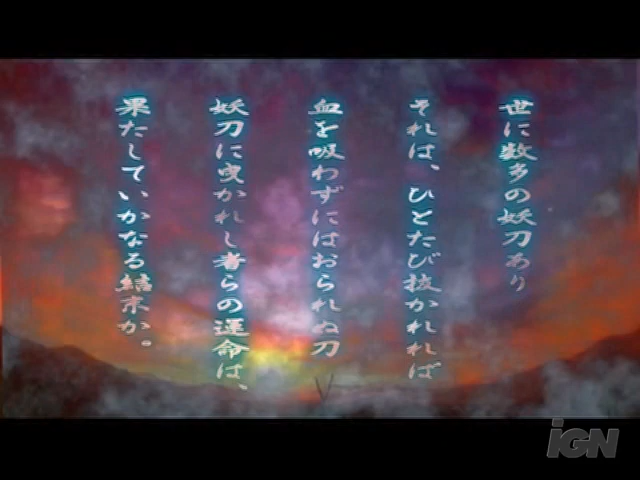 世に数多の妖刀あり
それは、ひとたび抜かれれば
血を吸わずにはおられぬ刀
妖刀に曳かれし者らの運命は、
果たしていかなる結末か。
IGN